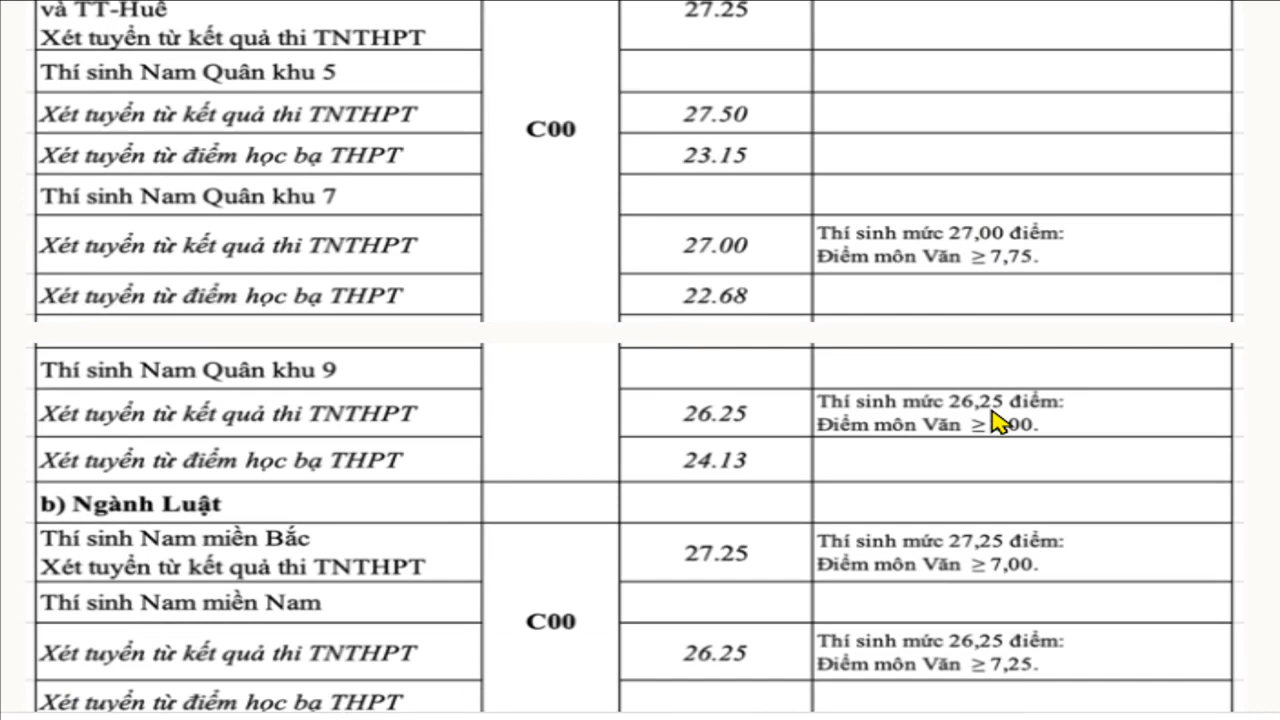 và TT-Huế
Xét tuyển từ kết quả thi TNTHPT
27.25
Thí sinh Nam Quân khu 5
Xét tuyển từ kết quả thi TNTHPT
27.50
C00
Xét tuyển từ điểm học bạ THPT
23.15
Thí sinh Nam Quân khu 7
Xét tuyển từ kết quả thi TNTHPT
27.00
Thí sinh mức 27,00 điểm:
Điểm môn Văn ≥ 7,75.
Xét tuyển từ điểm học bạ THPT
22.68
Thí sinh Nam Quân khu 9
Xét tuyển từ kết quả thi TNTHPT
26.25
Thí sinh mức 26,25 điểm:
Điểm môn Văn ≥
Xét tuyển từ điểm học bạ THPT
24.13
b) Ngành Luật
Thí sinh Nam miền Bắc
Xét tuyển từ kết quả thi TNTHPT
27.25
Thí sinh mức 27,25 điểm:
Điểm môn Văn ≥ 7,00.
Thí sinh Nam miền Nam
C00
Xét tuyển từ kết quả thi TNTHPT
26.25
Thí sinh mức 26,25 điểm:
Điểm môn Văn ≥ 7,25.
Xét tuyển từ điểm học bạ THPT